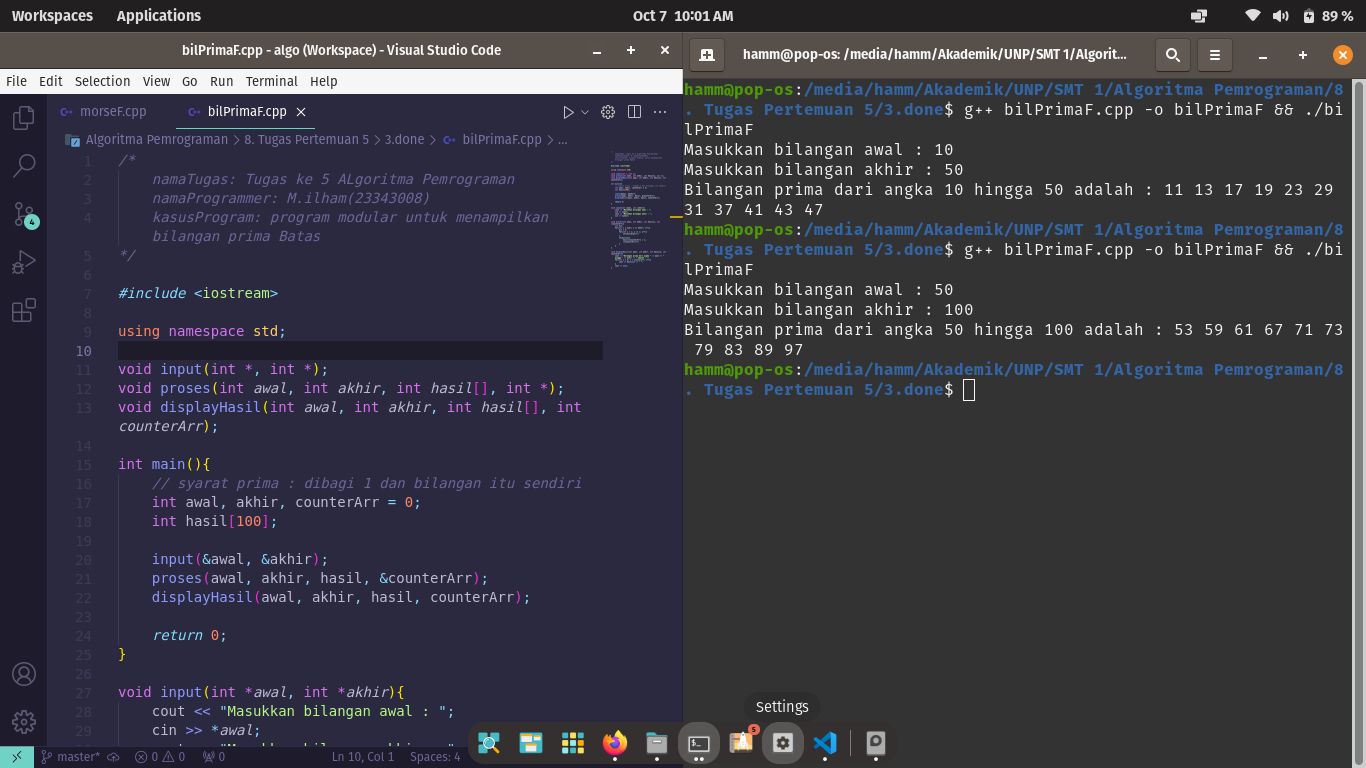 Workspaces Applications Oct 7 10:01 AM 89 %
bilPrimaF.cpp - algo (Workspace) - Visual Studio Code
File Edit Selection View Go Run Terminal Help
morseF.cpp bilPrimaF.cpp
Algoritma Pemrograman > 8. Tugas Pertemuan 5 > 3.done > bilPrimaF.cpp > ...
1 /*
2 namaTugas: Tugas ke 5 ALgoritma Pemrograman
3 namaProgrammer: M.ilham(23343008)
4 kasusProgram: program modular untuk menampilkan
bilangan prima Batas
5 */
6
7 #include <iostream>
8
9 using namespace std;
10
11 void input(int *, int *);
12 void proses(int awal, int akhir, int hasil[], int *);
13 void displayHasil(int awal, int akhir, int hasil[], int
counterArr);
14
15 int main(){
16 // syarat prima : dibagi 1 dan bilangan itu sendiri
17 int awal, akhir, counterArr = 0;
18 int hasil[100];
19
20 input(&awal, &akhir);
21 proses(awal, akhir, hasil, &counterArr);
22 displayHasil(awal, akhir, hasil, counterArr);
23
24 return 0;
25 }
26
27 void input(int *awal, int *akhir){
28 cout << "Masukkan bilangan awal : ";
29 cin >> *awal;
4
master* 0 0 0 Ln 10, Col 1 Spaces: 4
hamm@pop-os: /media/hamm/Akademik/UNP/SMT 1/Algorit...
hamm@pop-os:/media/hamm/Akademik/UNP/SMT 1/Algoritma Pemrograman/8
. Tugas Pertemuan 5/3.done$ g++ bilPrimaF.cpp -o bilPrimaF && ./bi
lPrimaF
Masukkan bilangan awal : 10
Masukkan bilangan akhir : 50
Bilangan prima dari angka 10 hingga 50 adalah : 11 13 17 19 23 29
31 37 41 43 47
hamm@pop-os:/media/hamm/Akademik/UNP/SMT 1/Algoritma Pemrograman/8
. Tugas Pertemuan 5/3.done$ g++ bilPrimaF.cpp -o bilPrimaF && ./bi
lPrimaF
Masukkan bilangan awal : 50
Masukkan bilangan akhir : 100
Bilangan prima dari angka 50 hingga 100 adalah : 53 59 61 67 71 73
79 83 89 97
hamm@pop-os:/media/hamm/Akademik/UNP/SMT 1/Algoritma Pemrograman/8
. Tugas Pertemuan 5/3.done$
Settings
5